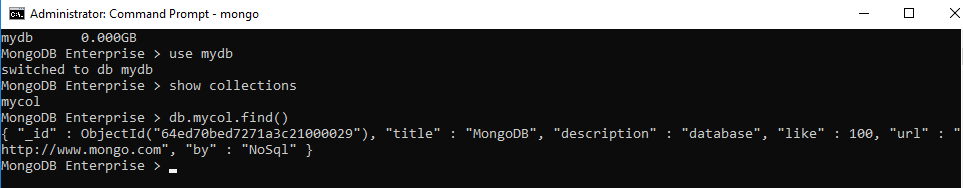 Administrator: Command Prompt - mongo
mydb     0.000GB
MongoDB Enterprise > use mydb
switched to db mydb
MongoDB Enterprise > show collections
mycol
MongoDB Enterprise > db.mycol.find()
{ "_id" : ObjectId("64ed70bed7271a3c21000029"), "title" : "MongoDB", "description" : "database", "like" : 100, "url" : "
http://www.mongo.com", "by" : "NoSql" }
MongoDB Enterprise >